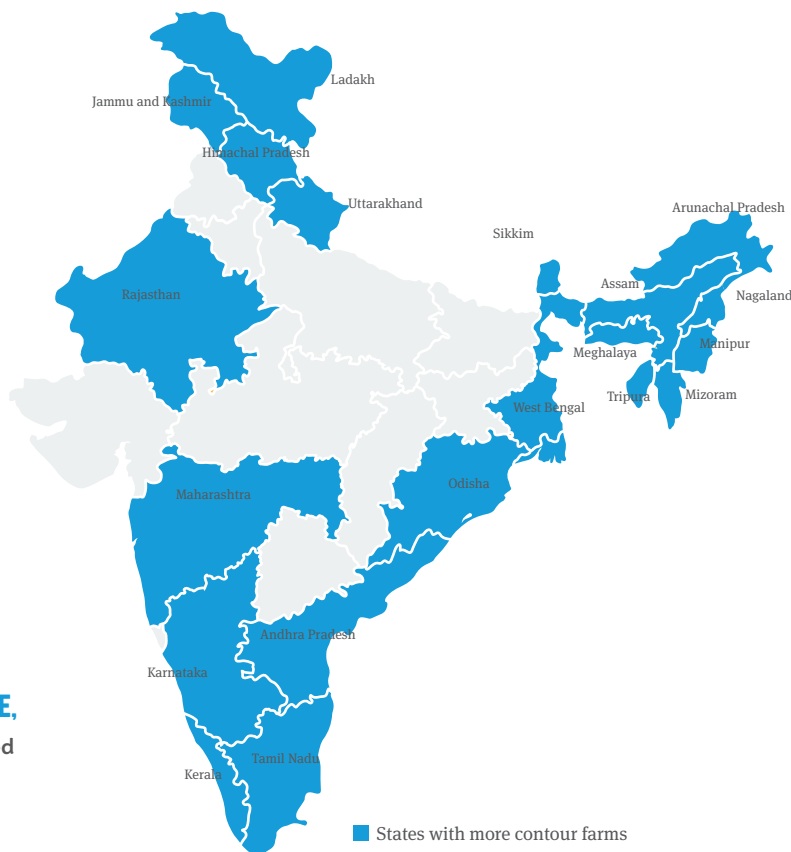 Ladakh
Jammu and Kashmir
Himachal Pradesh
Uttarakhand
Arunachal Pradesh
Sikkim
Assam
Rajasthan
Nagaland
Manipur
Meghalaya
Mizoram
Tripura
West Bengal
Odisha
Maharashtra
Andhra Pradesh
Karnataka
E,
Tamil Nadu
Kerala
States with more contour farms